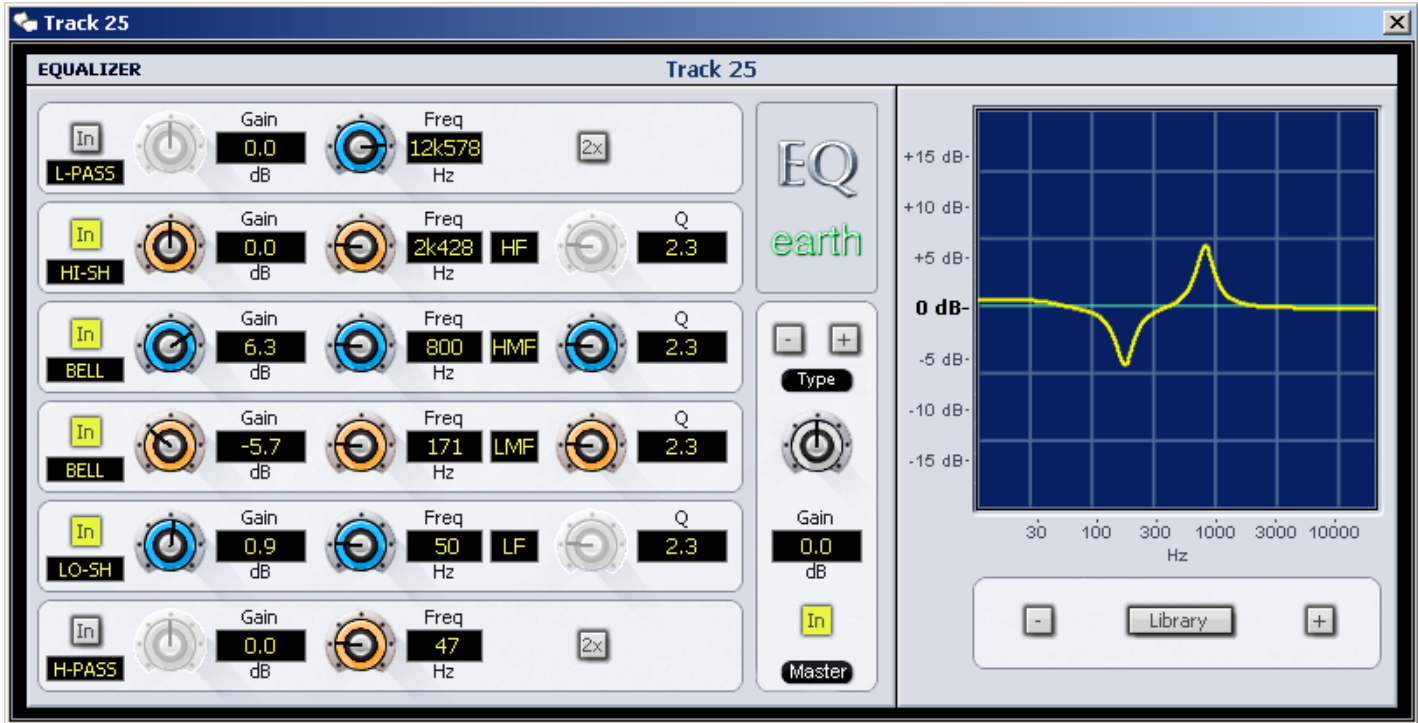 Track 25
EQUALIZER Track 25
Gain Freq
In 0.0 12k578 2x
L-PASS dB Hz
Gain Freq Q
In 0.0 2k428 HF 2.3
HI-SH dB Hz
Gain Freq Q
In 6.3 800 HMF 2.3
BELL dB Hz
Gain Freq Q
In -5.7 171 LMF 2.3
BELL dB Hz
Gain Freq Q
In 0.9 50 LF 2.3
LO-SH dB Hz
Gain Freq
In 0.0 47 2x
H-PASS dB Hz
EQ
earth
- +
Type
Gain
0.0
dB
In
Master
+15 dB-
+10 dB-
+5 dB-
0 dB-
-5 dB-
-10 dB-
-15 dB-
30 100 300 1000 3000 10000
Hz
- Library +